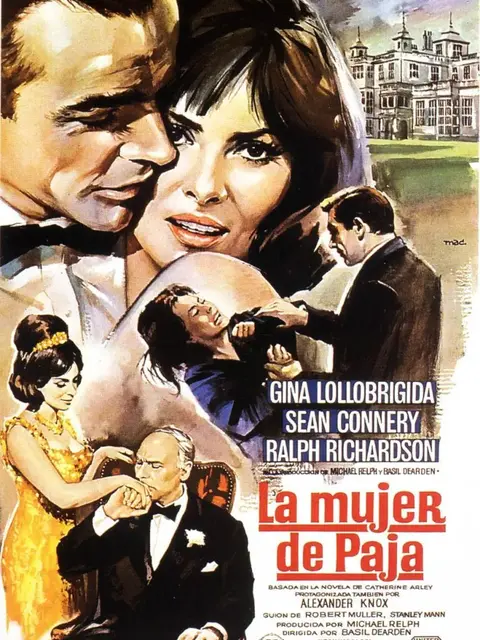 mac.
GINA LOLLOBRIGIDA
SEAN CONNERY
RALPH RICHARDSON
PRODUCCION DE MICHAEL RELPH Y BASIL DEARDEN
La mujer
de Paja
BASADA EN LA NOVELA DE CATHERINE ARLEY
PROTAGONIZADA TAMBIEN POR
ALEXANDER KNOX
GUION DE ROBERT MULLER, STANLEY MANN
PRODUCIDA POR MICHAEL RELPH
DIRIGIDA POR BASIL DEARDEN